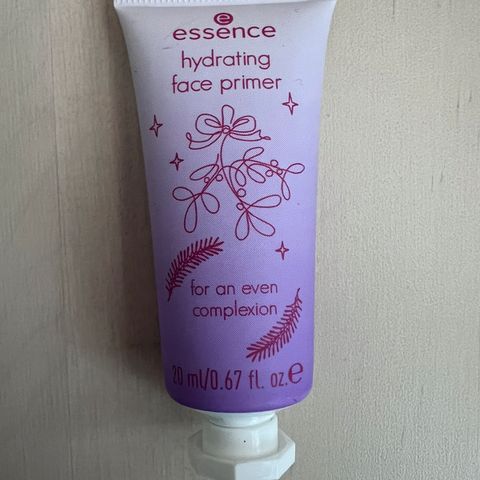 essence
hydrating
face primer
for an even
complexion
20 ml/0.67 fl. oz.℮